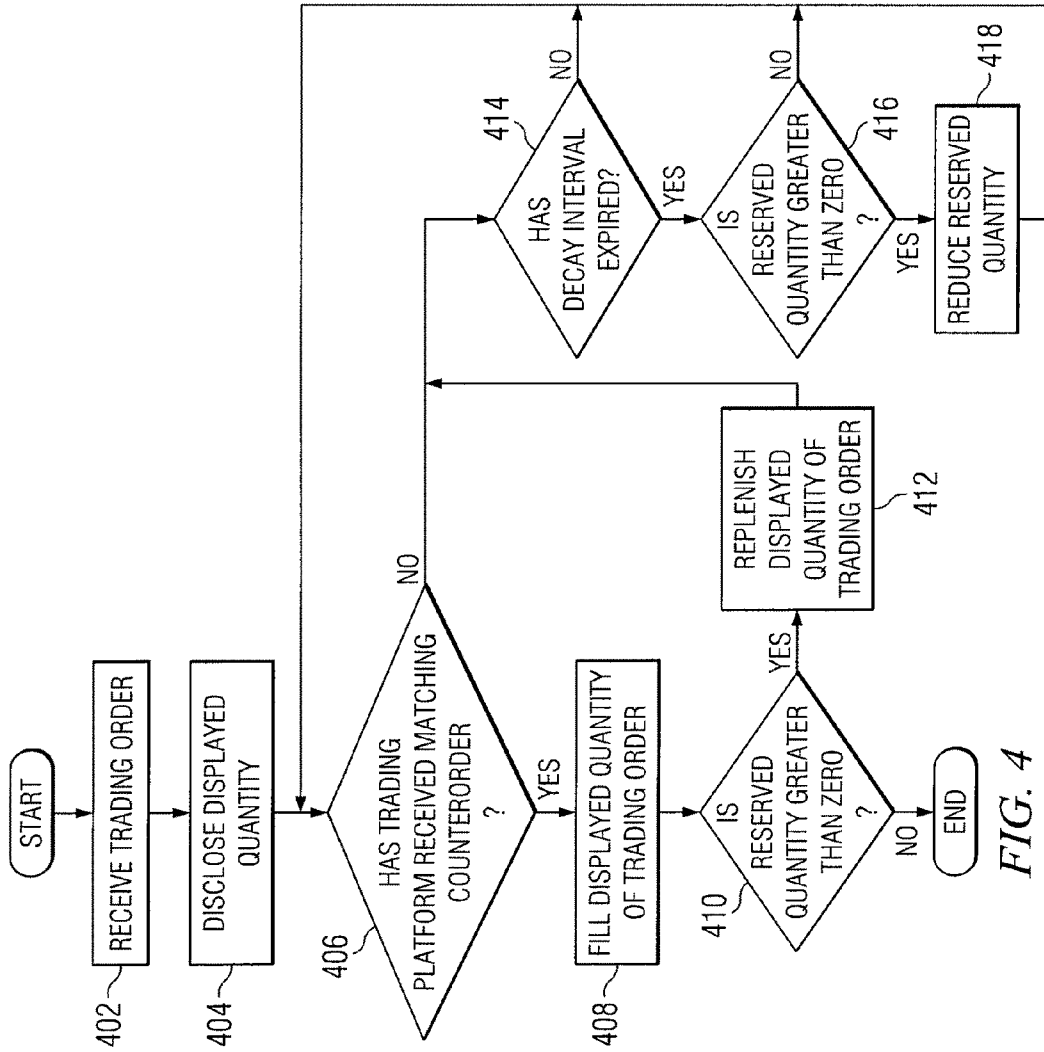 START
402
RECEIVE TRADING ORDER
404
DISCLOSE DISPLAYED
QUANTITY
406
HAS TRADING
PLATFORM RECEIVED MATCHING
COUNTERORDER
?
NO
YES
408
FILL DISPLAYED QUANTITY
OF TRADING ORDER
410
IS
RESERVED
QUANTITY GREATER
THAN ZERO
?
YES
NO
END
REPLENISH
DISPLAYED
QUANTITY OF
TRADING ORDER
412
414
HAS
DECAY INTERVAL
EXPIRED?
NO
YES
IS
RESERVED
QUANTITY GREATER
THAN ZERO
?
416
NO
YES
418
REDUCE RESERVED
QUANTITY
FIG. 4